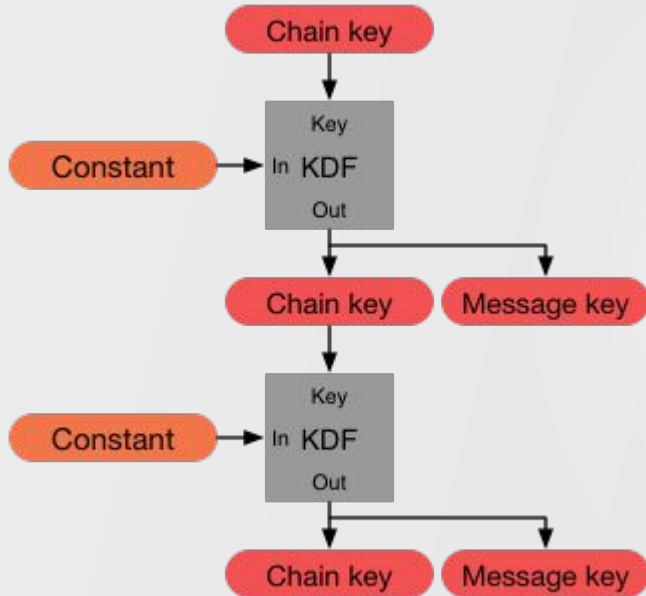 Chain key
Key
Constant
In KDF
Out
Chain key Message key
Key
Constant
In KDF
Out
Chain key Message key